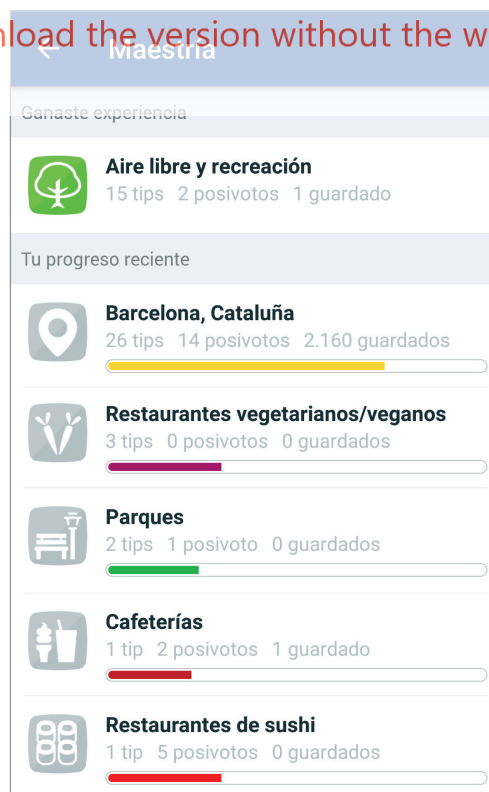 load the version without the w
Maestría
Ganaste experiencia
Aire libre y recreación
15 tips 2 posivotos 1 guardado
Tu progreso reciente
Barcelona, Cataluña
26 tips 14 posivotos 2.160 guardados
Restaurantes vegetarianos/veganos
3 tips 0 posivotos 0 guardados
Parques
2 tips 1 posivoto 0 guardados
Cafeterías
1 tip 2 posivotos 1 guardado
Restaurantes de sushi
1 tip 5 posivotos 0 guardados